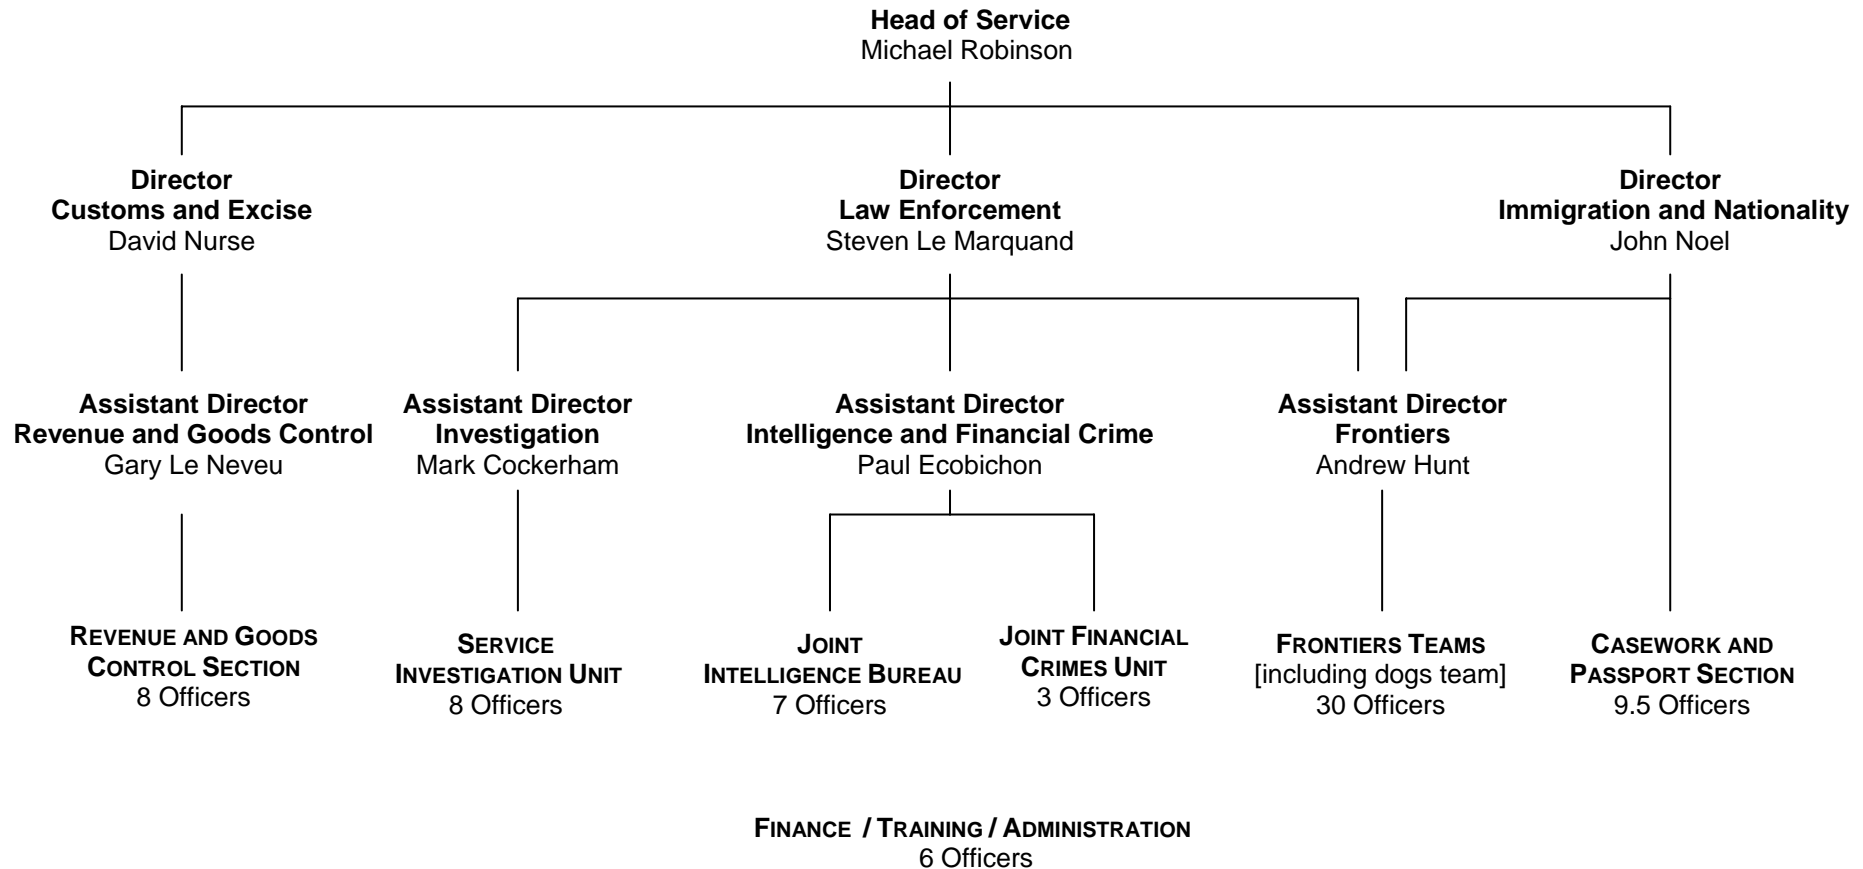 Head of Service
Michael Robinson
Director
Customs and Excise
David Nurse
Director
Law Enforcement
Steven Le Marquand
Director
Immigration and Nationality
John Noel
Assistant Director
Revenue and Goods Control
Gary Le Neveu
Assistant Director
Investigation
Mark Cockerham
Assistant Director
Intelligence and Financial Crime
Paul Ecobichon
Assistant Director
Frontiers
Andrew Hunt
REVENUE AND GOODS
CONTROL SECTION
8 Officers
SERVICE
INVESTIGATION UNIT
8 Officers
JOINT
INTELLIGENCE BUREAU
7 Officers
JOINT FINANCIAL
CRIMES UNIT
3 Officers
FRONTIERS TEAMS
[including dogs team]
30 Officers
CASEWORK AND
PASSPORT SECTION
9.5 Officers
FINANCE / TRAINING / ADMINISTRATION
6 Officers